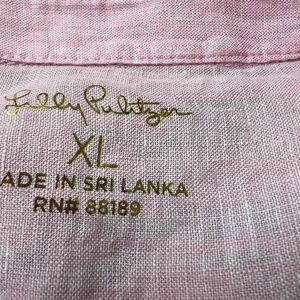 Lilly Pulitzer
XL
ADE IN SRI LANKA
RN# 88189